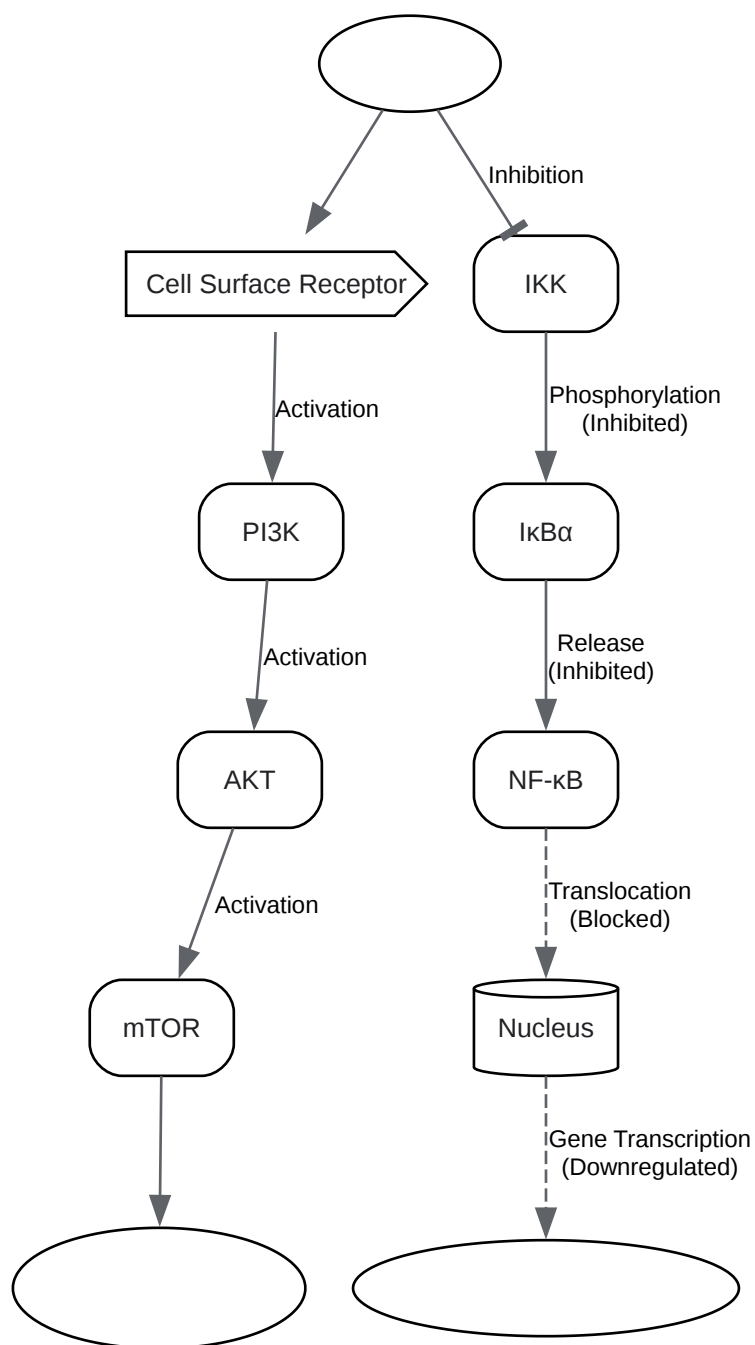 Inhibition
Cell Surface Receptor
IKK
Activation
Phosphorylation
(Inhibited)
PI3K
IκBα
Activation
Release
(Inhibited)
AKT
NF-κB
Activation
Translocation
(Blocked)
mTOR
Nucleus
Gene Transcription
(Downregulated)